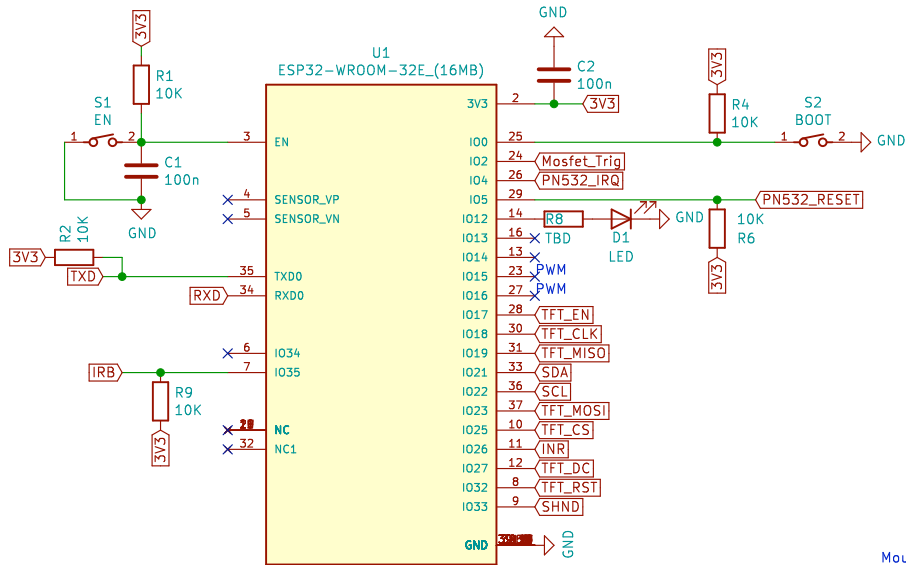 GND
3V3
U1
ESP32-WROOM-32E_(16MB)
R1
10K
C2
100n
3V3
R4
10K
S1
EN
1
2
3
EN
C1
100n
GND
3V3
2
3V3
S2
BOOT
IO0
25
1
2
GND
IO2
24
Mosfet_Trig
IO4
26
PN532_IRQ
4
SENSOR_VP
IO5
29
PN532_RESET
5
SENSOR_VN
IO12
14
R8
TBD
D1
LED
GND
10K
R6
3V3
R2
10K
3V3
TXD
35
TXD0
RXD
34
RXD0
IO13
16
IO14
13
IO15
23
PWM
IO16
27
PWM
IO17
28
TFT_EN
IO18
30
TFT_CLK
6
IO34
IO19
31
TFT_MISO
IRB
7
IO35
IO21
33
SDA
R9
10K
3V3
IO22
36
SCL
IO23
37
TFT_MOSI
NC
IO25
10
TFT_CS
32
NC1
IO26
11
INR
IO27
12
TFT_DC
IO32
8
TFT_RST
IO33
9
SHND
GND
GND
Mou